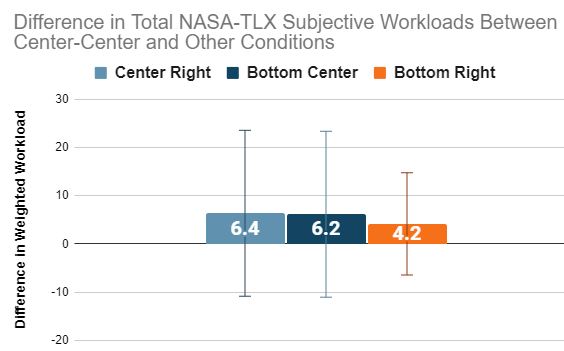 Difference in Total NASA-TLX Subjective Workloads Between
Center-Center and Other Conditions
Center Right Bottom Center Bottom Right
Difference in Weighted Workload
30
20
10
0
-10
-20
6.4 6.2 4.2